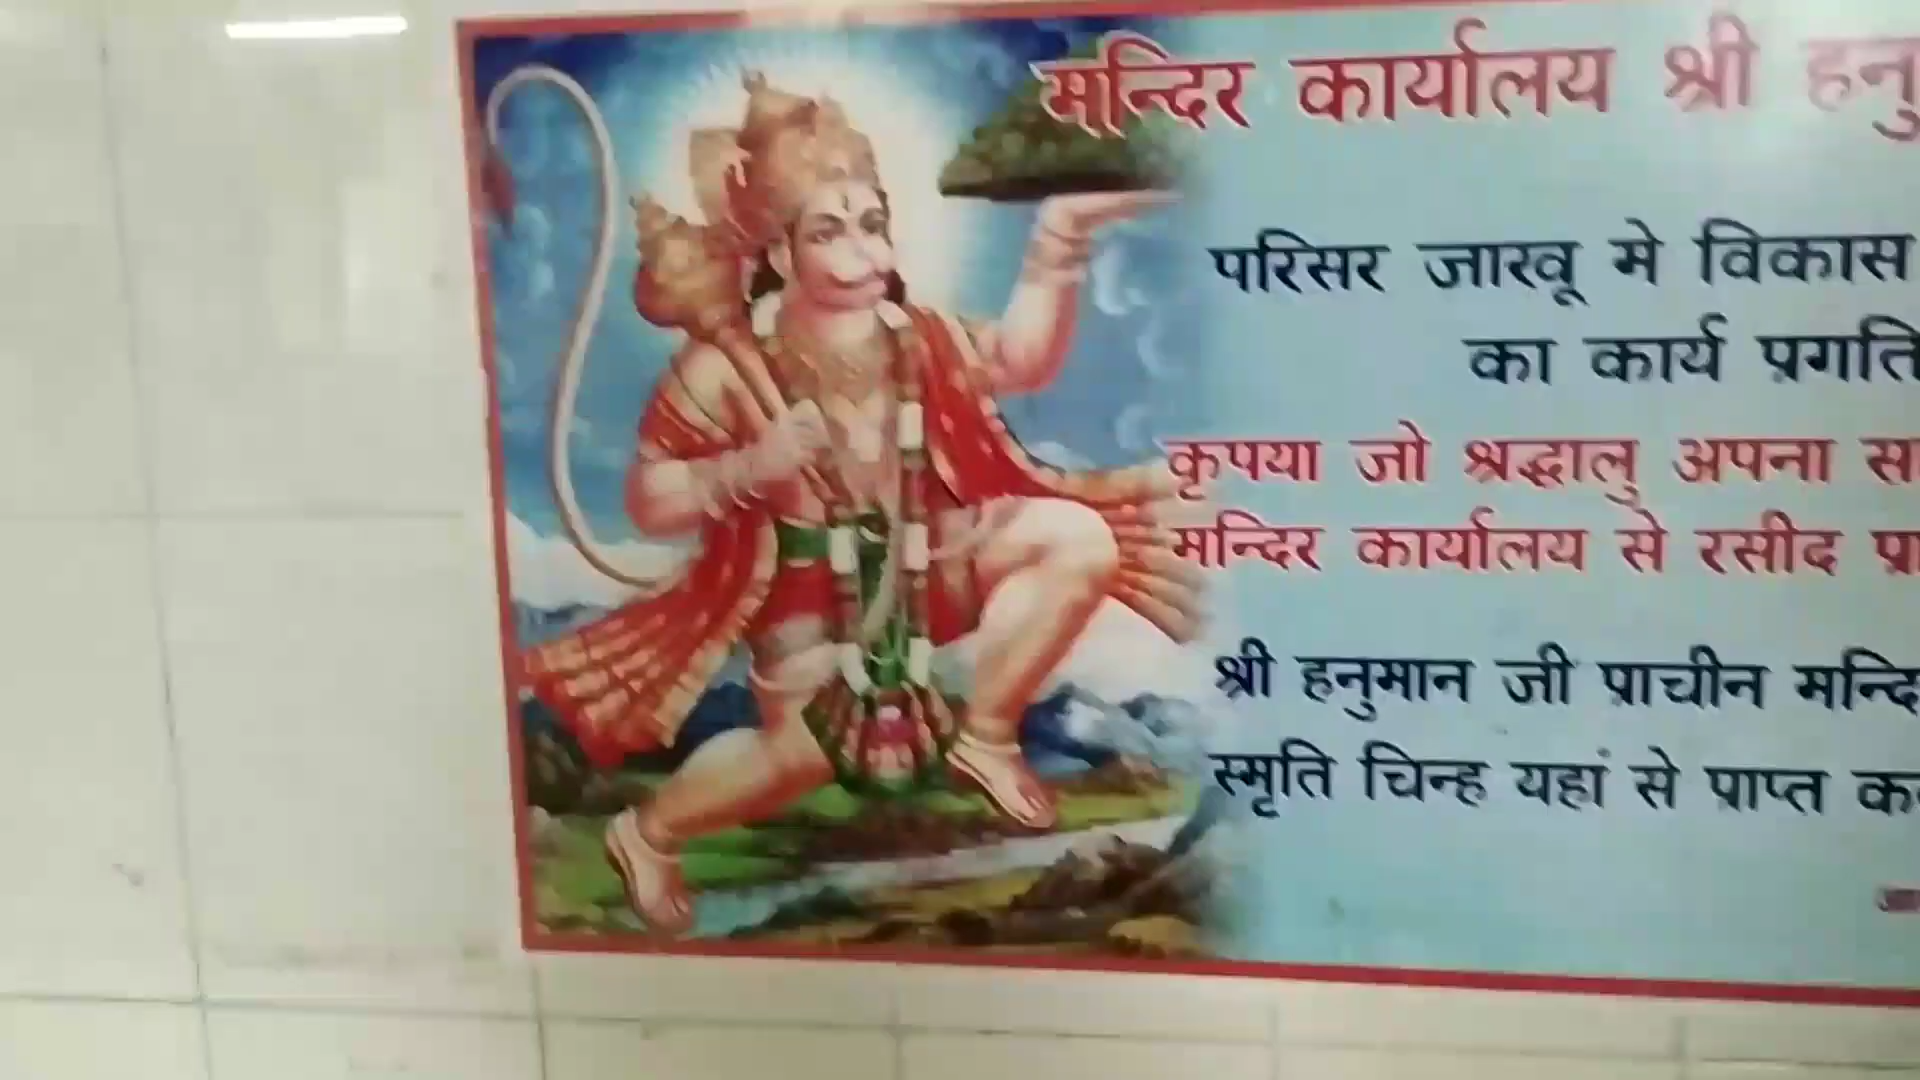 मन्दिर कार्यालय श्री हनु
परिसर जाखू मे विकास
का कार्य प्रगति
कृपया जो श्रद्धालु अपना स
मन्दिर कार्यालय से रसीद प्रा
श्री हनुमान जी प्राचीन मन्दि
स्मृति चिन्ह यहां से प्राप्त क